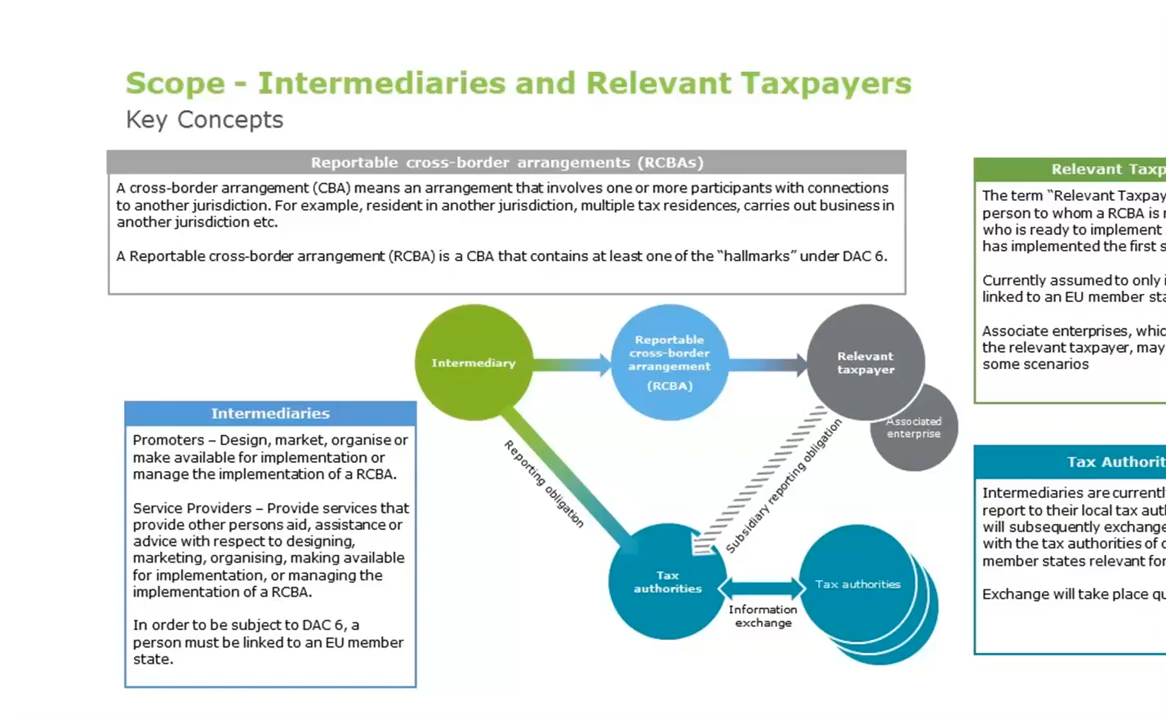 Scope - Intermediaries and Relevant Taxpayers
Key Concepts
Reportable cross-border arrangements (RCBAs)
A cross-border arrangement (CBA) means an arrangement that involves one or more participants with connections
to another jurisdiction. For example, resident in another jurisdiction, multiple tax residences, carries out business in
another jurisdiction etc.
A Reportable cross-border arrangement (RCBA) is a CBA that contains at least one of the “hallmarks” under DAC 6.
Intermediary
Reportable
cross-border
arrangement
(RCBA)
Relevant
taxpayer
Associated
enterprise
Reporting obligation
Subsidiary reporting obligation
Tax
authorities
Information
exchange
Tax authorities
Intermediaries
Promoters – Design, market, organise or
make available for implementation or
manage the implementation of a RCBA.
Service Providers – Provide services that
provide other persons aid, assistance or
advice with respect to designing,
marketing, organising, making available
for implementation, or managing the
implementation of a RCBA.
In order to be subject to DAC 6, a
person must be linked to an EU member
state.
Relevant
The term “Relevant
person to whom a RCBA is
who is ready to implement
has implemented the first
Currently assumed to only
linked to an EU member
Associate enterprises,
the relevant taxpayer, may
some scenarios
Tax
Intermediaries are
report to their local tax
will subsequently
with the tax authorities of
member states relevant
Exchange will take place